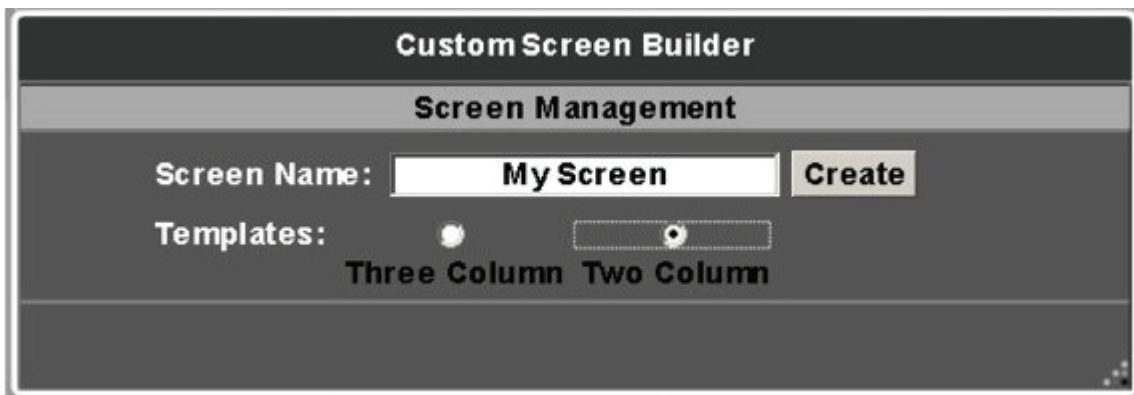 Custom Screen Builder
Screen Management
Screen Name: My Screen Create
Templates:
Three Column Two Column